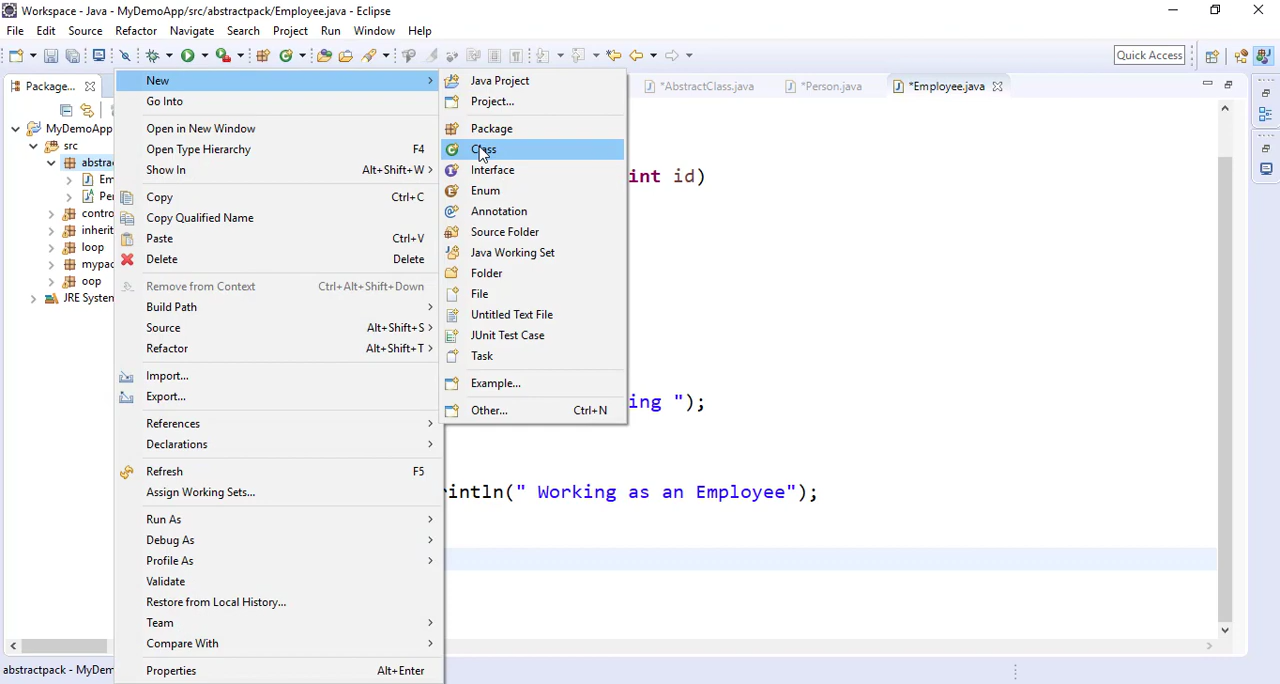 Workspace - Java - MyDemoApp/src/abstractpack/Employee.java - Eclipse
File Edit Source Refactor Navigate Search Project Run Window Help
Quick Access
Package...
*AbstractClass.java
*Person.java
*Employee.java
MyDemoApp
src
abstrac
Em
Per
contro
inherit
loop
mypac
oop
JRE System
New
Go Into
Open in New Window
Open Type Hierarchy F4
Show In Alt+Shift+W
Copy Ctrl+C
Copy Qualified Name
Paste Ctrl+V
Delete Delete
Remove from Context Ctrl+Alt+Shift+Down
Build Path
Source Alt+Shift+S
Refactor Alt+Shift+T
Import...
Export...
References
Declarations
Refresh F5
Assign Working Sets...
Run As
Debug As
Profile As
Validate
Restore from Local History...
Team
Compare With
Properties Alt+Enter
Java Project
Project...
Package
Class
Interface
Enum
Annotation
Source Folder
Java Working Set
Folder
File
Untitled Text File
JUnit Test Case
Task
Example...
Other... Ctrl+N
int id)
ing ");
rintln(" Working as an Employee");
abstractpack - MyDem